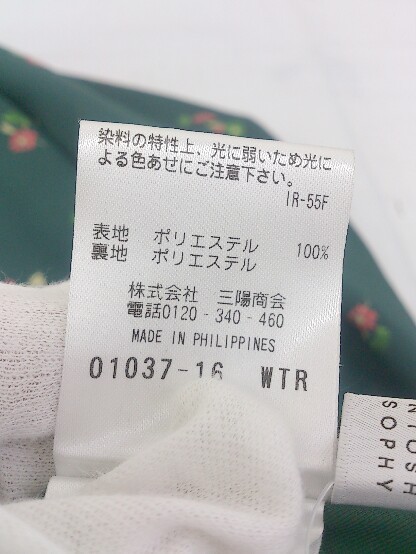 染料の特性上、光に弱いため光に
よる色あせにご注意下さい。
IR-55F
表地 ポリエステル 100%
裏地 ポリエステル
株式会社 三陽商会
電話0120-340-460
MADE IN PHILIPPINES
01037-16 WTR
SOPHY